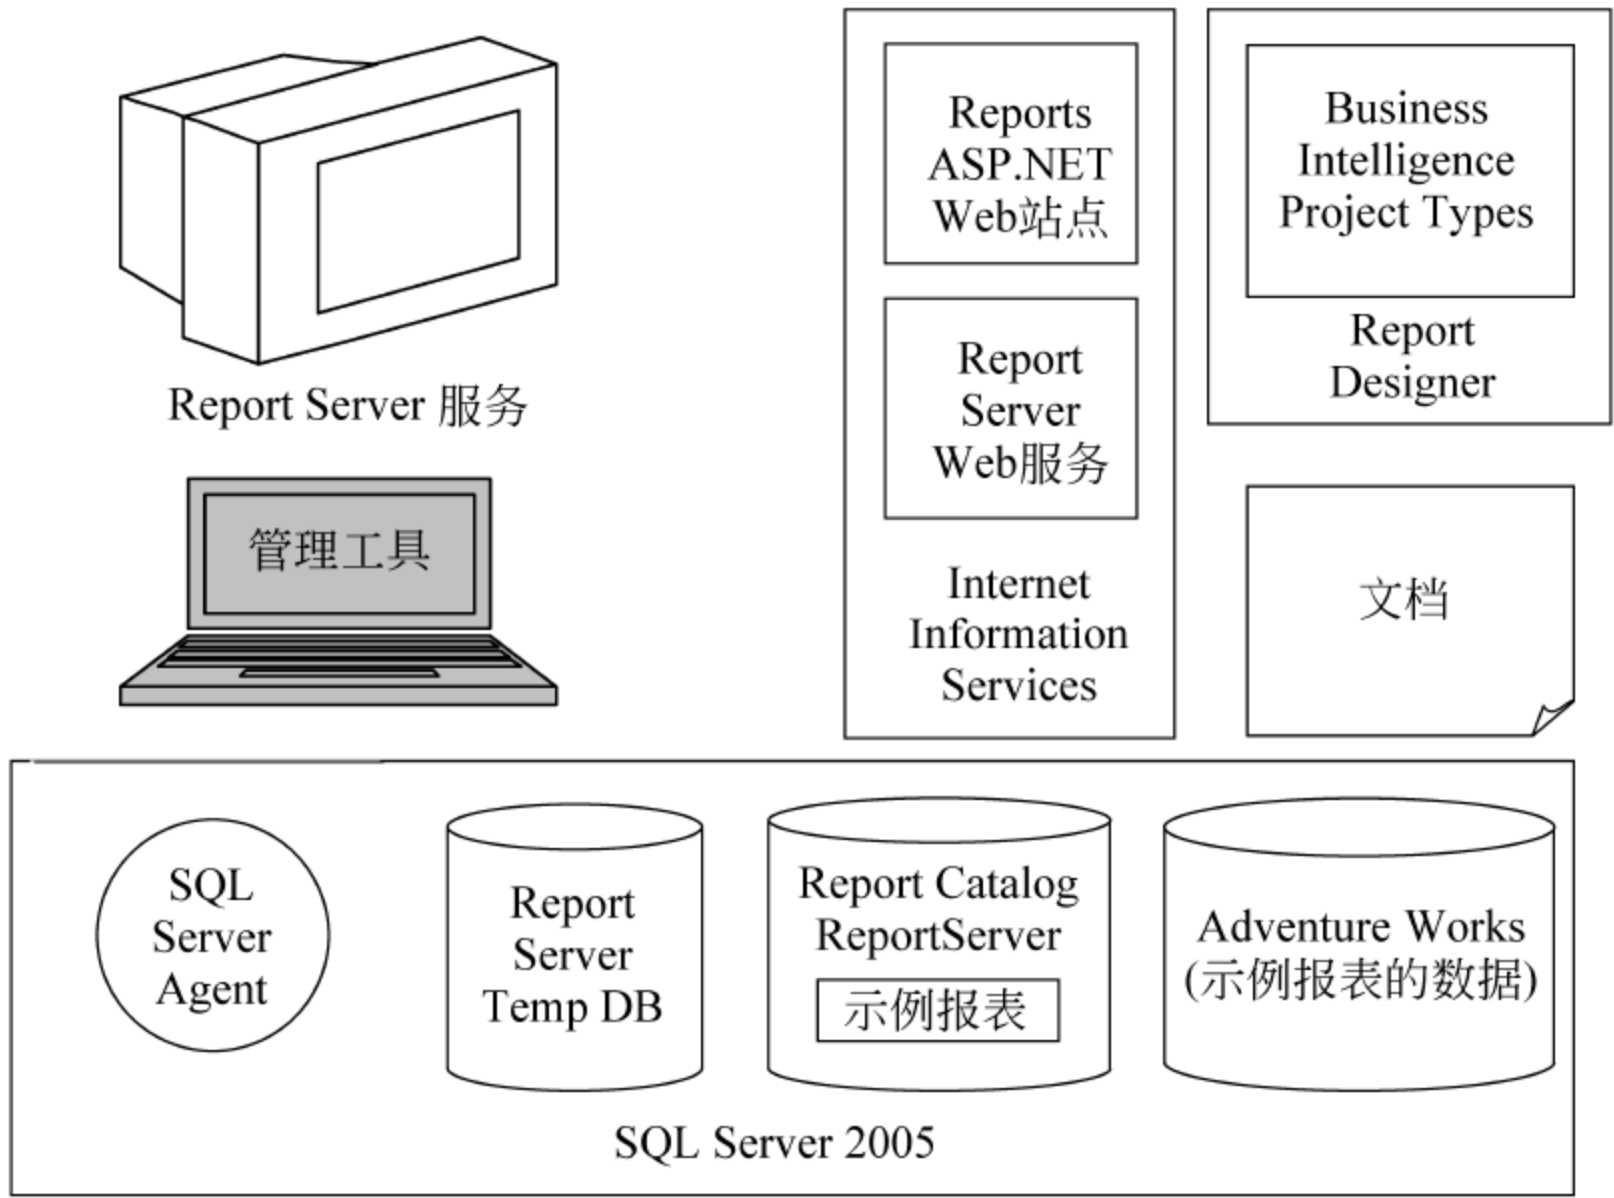 Report Server 服务
管理工具
Reports
ASP.NET
Web站点
Report
Server
Web服务
Internet
Information
Services
Business
Intelligence
Project Types
Report
Designer
文档
SQL
Server
Agent
Report
Server
Temp DB
Report Catalog
ReportServer
示例报表
Adventure Works
(示例报表的数据)
SQL Server 2005